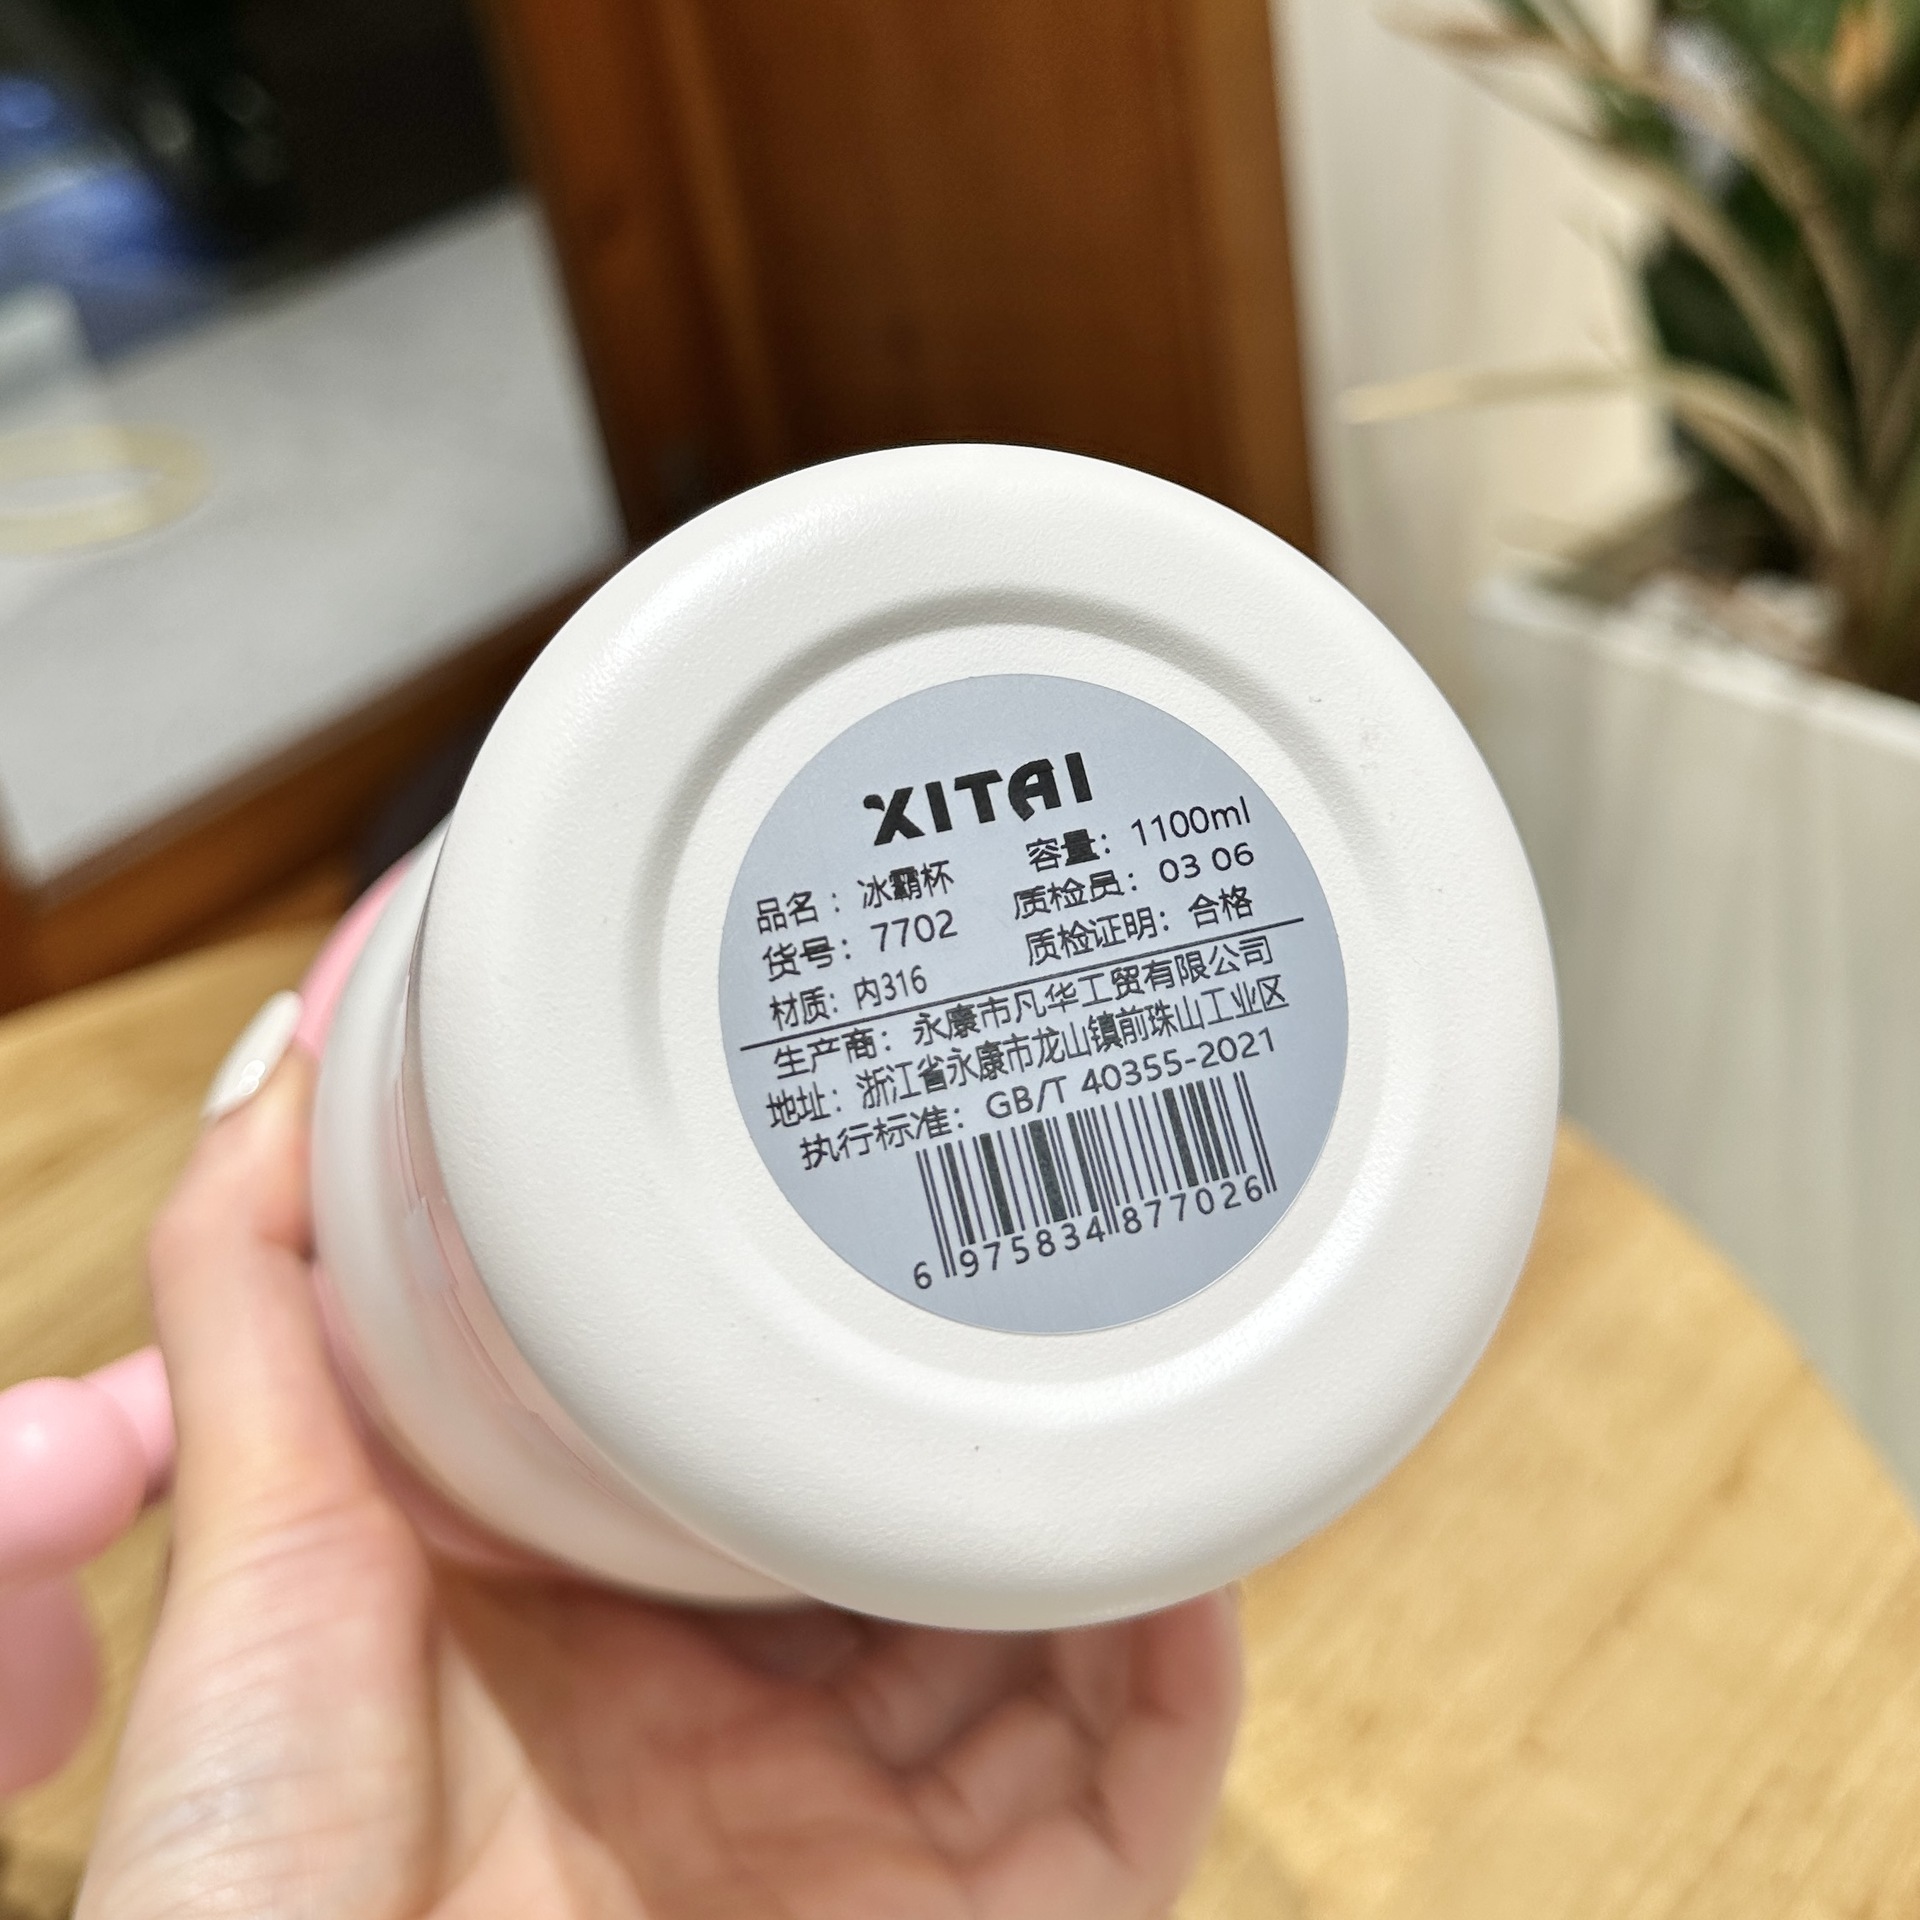 XITAI
品名：冰霸杯 容量：1100ml
货号：7702 质检员：03 06
材质：内316 质检证明：合格
生产商：永康市凡华工贸有限公司
地址：浙江省永康市龙山镇前珠山工业区
执行标准：GB/T 40355-2021
6 975834 877026